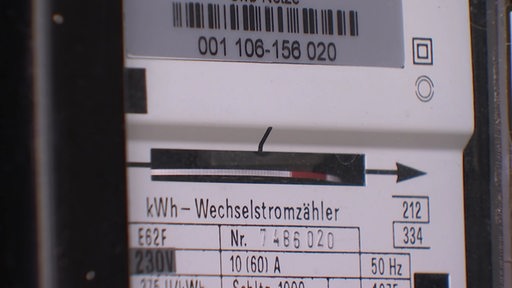 001 106-156 020
kWh-Wechselstromzähler
212
E62F Nr. 7486020 334
230V 10 (60) A 50 Hz